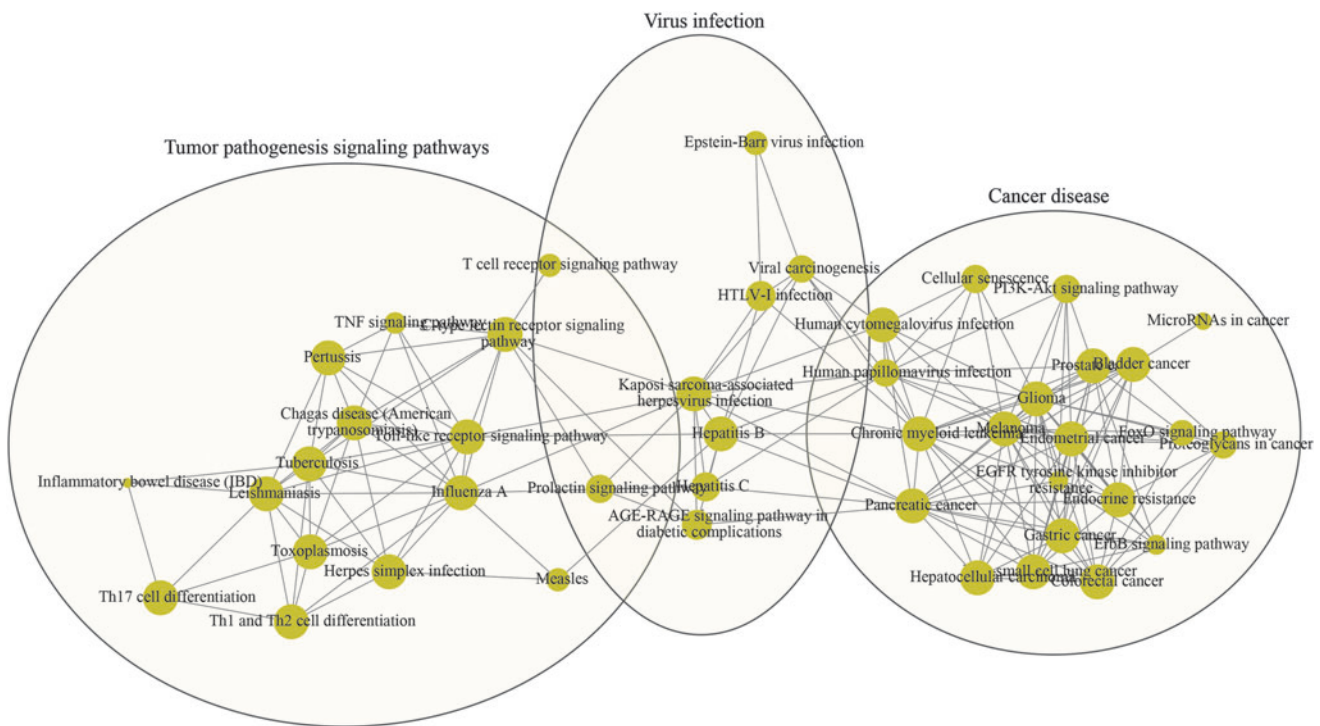 Virus infection
Tumor pathogenesis signaling pathways
Cancer disease
Epstein-Barr virus infection
T cell receptor signaling pathway
Viral carcinogenesis
HTLV-I infection
Cellular senescence
PI3K-Akt signaling pathway
MicroRNAs in cancer
TNF signaling pathway
C-type lectin receptor signaling
pathway
Human cytomegalovirus infection
Pertussis
Human papillomavirus infection
Prostate
Bladder cancer
Kaposi sarcoma-associated
herpesvirus infection
Glioma
Chagas disease (American
trypanosomiasis)
Toll-like receptor signaling pathway
Hepatitis B
Chronic myeloid leukemia
Melanoma
Endometrial cancer
FoxO signaling pathway
Proteoglycans in cancer
Tuberculosis
Inflammatory bowel disease (IBD)
Leishmaniasis
Influenza A
Prolactin signaling pathway
Hepatitis C
EGFR tyrosine kinase inhibitor
resistance
Endocrine resistance
Pancreatic cancer
AGE-RAGE signaling pathway in
diabetic complications
Gastric cancer
ErbB signaling pathway
Toxoplasmosis
Herpes simplex infection
Measles
Hepatocellular carcinoma
small cell lung cancer
Colorectal cancer
Th17 cell differentiation
Th1 and Th2 cell differentiation